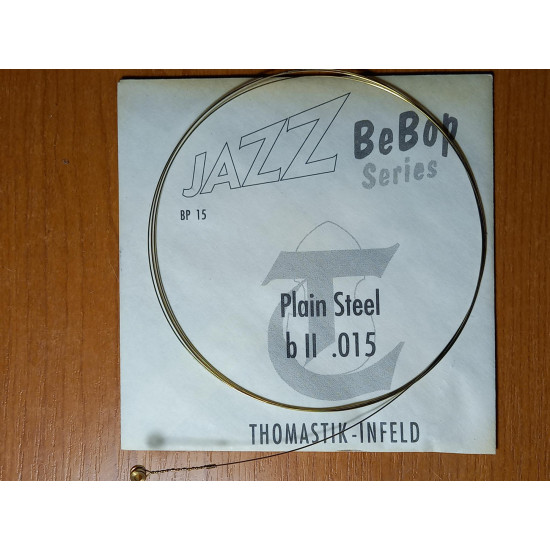 JAZZ BeBop
Series
BP 15
Plain Steel
b II .015
THOMASTIK-INFELD